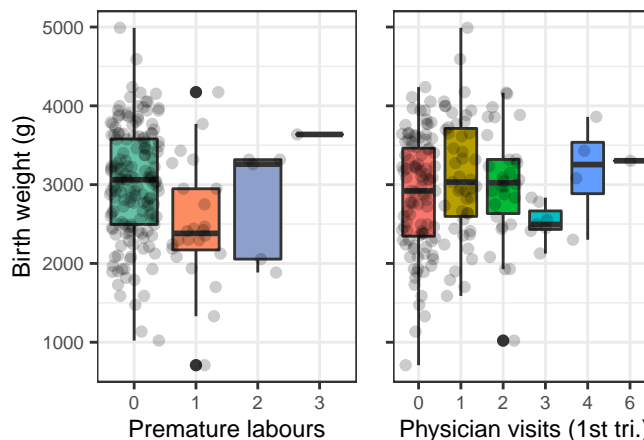 Birth weight (g)
5000
4000
3000
2000
1000
0 1 2 3
Premature labours
0 1 2 3 4 6
Physician visits (1st tri.)